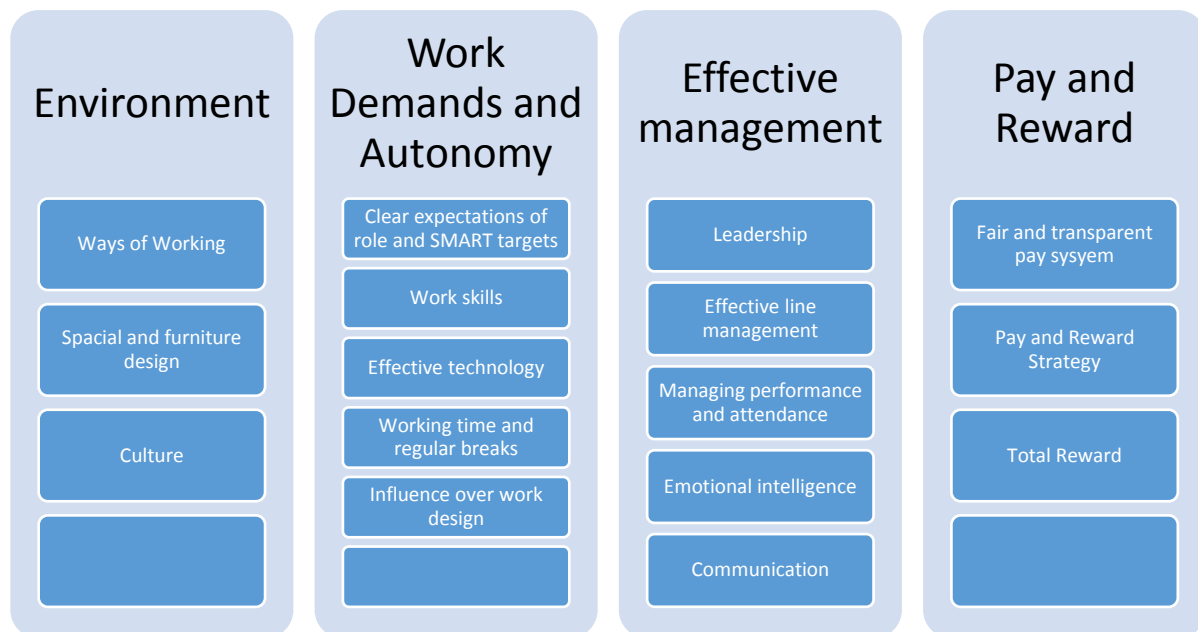 Environment
Ways of Working
Spacial and furniture
design
Culture
Work
Demands and
Autonomy
Clear expectations of
role and SMART targets
Work skills
Effective technology
Working time and
regular breaks
Influence over work
design
Effective
management
Leadership
Effective line
management
Managing performance
and attendance
Emotional intelligence
Communication
Pay and
Reward
Fair and transparent
pay sysyem
Pay and Reward
Strategy
Total Reward